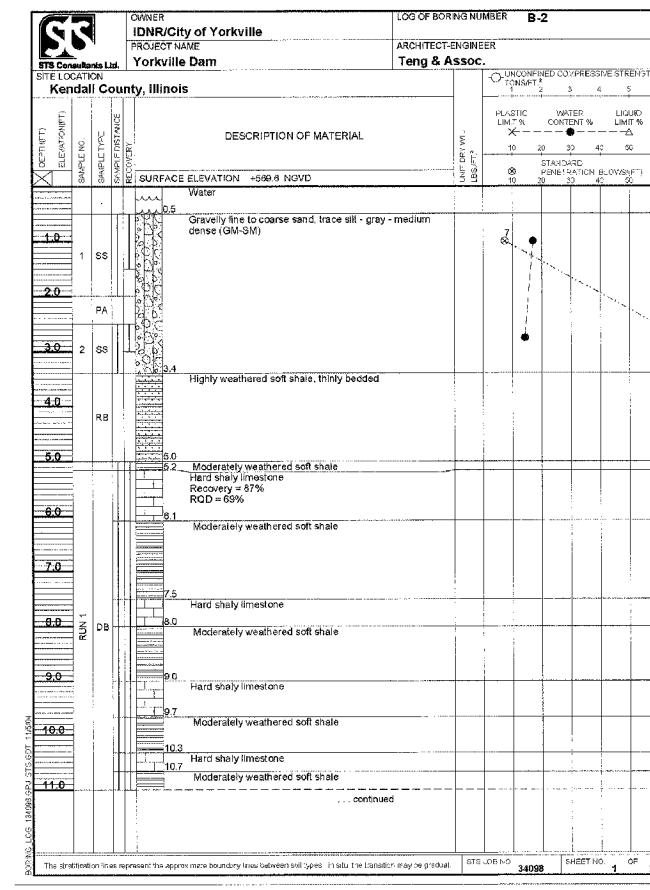 OWNER
IDNR/City of Yorkville
LOG OF BORING NUMBER B-2
STS
STS Consultants Ltd.
PROJECT NAME
Yorkville Dam
ARCHITECT-ENGINEER
Teng & Assoc.
SITE LOCATION
Kendall County, Illinois
UNCONFINED COMPRESSIVE STRENGT
TONS/FT.²
1 2 3 4 5
DEPTH(FT)
ELEVATION(FT)
SAMPLE NO.
SAMPLE TYPE
SAMPLE DISTANCE
RECOVERY
DESCRIPTION OF MATERIAL
SURFACE ELEVATION +569.6 NGVD
UNIT DRY WT.
LBS./FT.³
PLASTIC WATER LIQUID
LIMIT % CONTENT % LIMIT %
10 20 30 40 50
STANDARD
PENETRATION BLOWS/(FT)
10 20 30 40 50
Water
0.5
Gravelly fine to coarse sand, trace silt - gray - medium
dense (GM-SM)
7
1.0
1 SS
2.0
PA
3.0
2 SS
3.4
Highly weathered soft shale, thinly bedded
4.0
RB
5.0
5.0
5.2
Moderately weathered soft shale
Hard shaly limestone
Recovery = 87%
RQD = 69%
6.0
6.1
Moderately weathered soft shale
7.0
7.5
Hard shaly limestone
8.0
8.0
RUN 1
DB
Moderately weathered soft shale
9.0
9.0
Hard shaly limestone
9.7
Moderately weathered soft shale
10.0
10.3
Hard shaly limestone
10.7
Moderately weathered soft shale
11.0
... continued
BORING_LOG 134098.GPJ STS.GDT 11/5/04
The stratification lines represent the approximate boundary lines between soil types: in situ, the transition may be gradual.
STS JOB NO.
34098
SHEET NO. OF
1